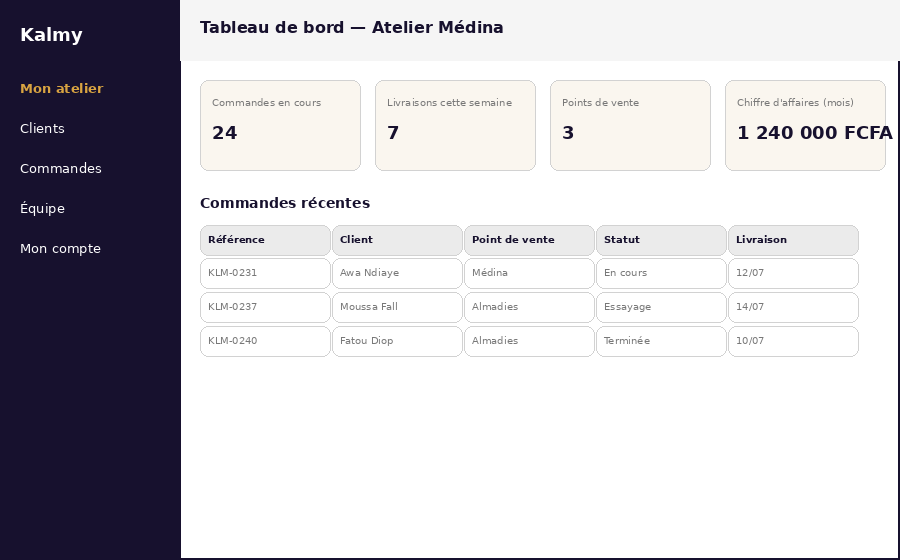 Kalmy
Mon atelier
Clients
Commandes
Équipe
Mon compte
Tableau de bord — Atelier Médina
Commandes en cours
24
Livraisons cette semaine
7
Points de vente
3
Chiffre d'affaires (mois)
1 240 000 FCFA
Commandes récentes
Référence Client Point de vente Statut Livraison
KLM-0231 Awa Ndiaye Médina En cours 12/07
KLM-0237 Moussa Fall Almadies Essayage 14/07
KLM-0240 Fatou Diop Almadies Terminée 10/07